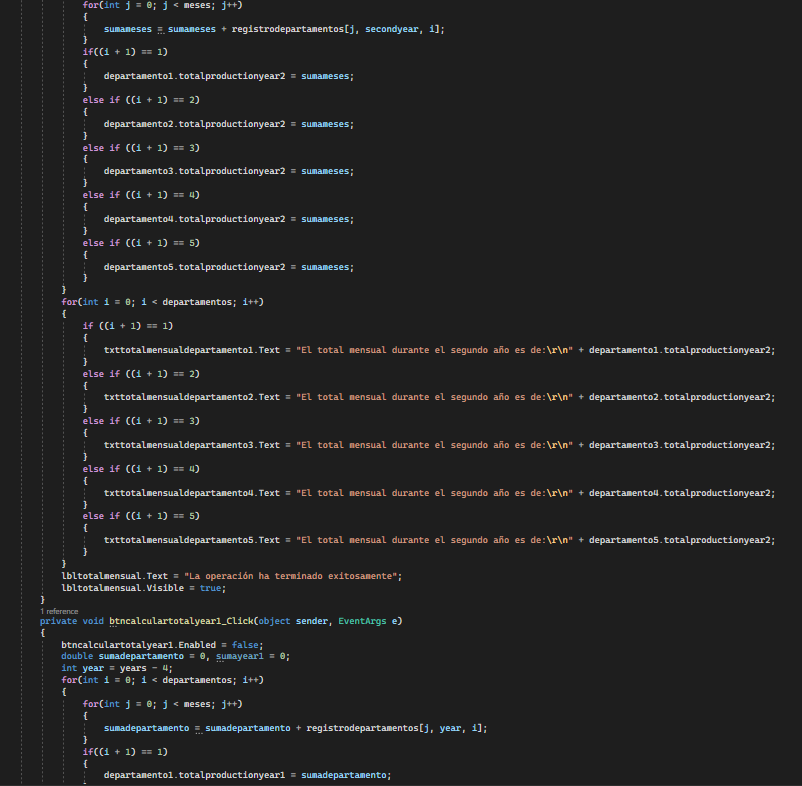 for(int j = 0; j < meses; j++)
{
sumameses = sumameses + registrodepartamentos[j, secondyear, i];
}
if((i + 1) == 1)
{
departamento1.totalproductionyear2 = sumameses;
}
else if ((i + 1) == 2)
{
departamento2.totalproductionyear2 = sumameses;
}
else if ((i + 1) == 3)
{
departamento3.totalproductionyear2 = sumameses;
}
else if ((i + 1) == 4)
{
departamento4.totalproductionyear2 = sumameses;
}
else if ((i + 1) == 5)
{
departamento5.totalproductionyear2 = sumameses;
}
}
for(int i = 0; i < departamentos; i++)
{
if ((i + 1) == 1)
{
txttotalmensualdepartamento1.Text = "El total mensual durante el segundo año es de:\r\n" + departamento1.totalproductionyear2;
}
else if ((i + 1) == 2)
{
txttotalmensualdepartamento2.Text = "El total mensual durante el segundo año es de:\r\n" + departamento2.totalproductionyear2;
}
else if ((i + 1) == 3)
{
txttotalmensualdepartamento3.Text = "El total mensual durante el segundo año es de:\r\n" + departamento3.totalproductionyear2;
}
else if ((i + 1) == 4)
{
txttotalmensualdepartamento4.Text = "El total mensual durante el segundo año es de:\r\n" + departamento4.totalproductionyear2;
}
else if ((i + 1) == 5)
{
txttotalmensualdepartamento5.Text = "El total mensual durante el segundo año es de:\r\n" + departamento5.totalproductionyear2;
}
}
lbltotalmensual.Text = "La operación ha terminado exitosamente";
lbltotalmensual.Visible = true;
}
1 reference
private void btncalculartotalyear1_Click(object sender, EventArgs e)
{
btncalculartotalyear1.Enabled = false;
double sumadepartamento = 0, sumayear1 = 0;
int year = years - 4;
for(int i = 0; i < departamentos; i++)
{
for(int j = 0; j < meses; j++)
{
sumadepartamento = sumadepartamento + registrodepartamentos[j, year, i];
}
if((i + 1) == 1)
{
departamento1.totalproductionyear1 = sumadepartamento;